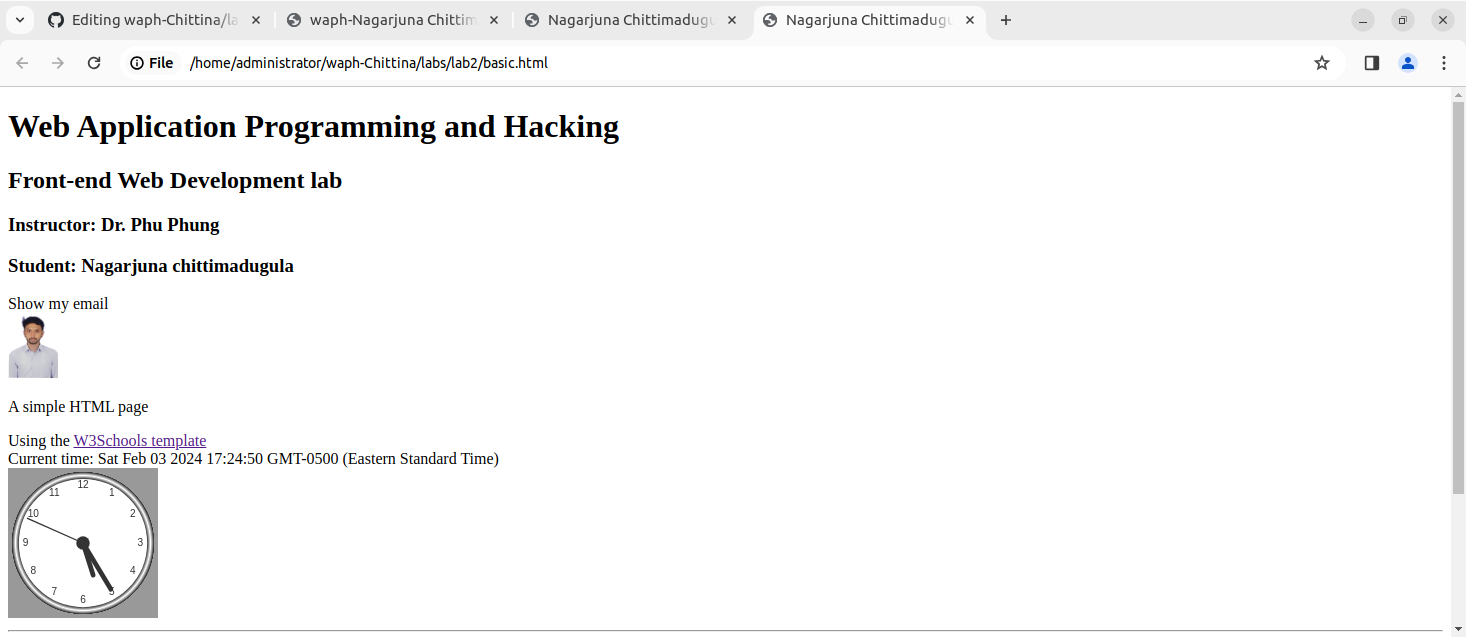 Editing waph-Chittina/la
waph-Nagarjuna Chittim
Nagarjuna Chittimadugu
Nagarjuna Chittimadugu
File /home/administrator/waph-Chittina/labs/lab2/basic.html
Web Application Programming and Hacking
Front-end Web Development lab
Instructor: Dr. Phu Phung
Student: Nagarjuna chittimadugula
Show my email
A simple HTML page
Using the W3Schools template
Current time: Sat Feb 03 2024 17:24:50 GMT-0500 (Eastern Standard Time)
12
11 1
10 2
9 3
8 4
7 5
6